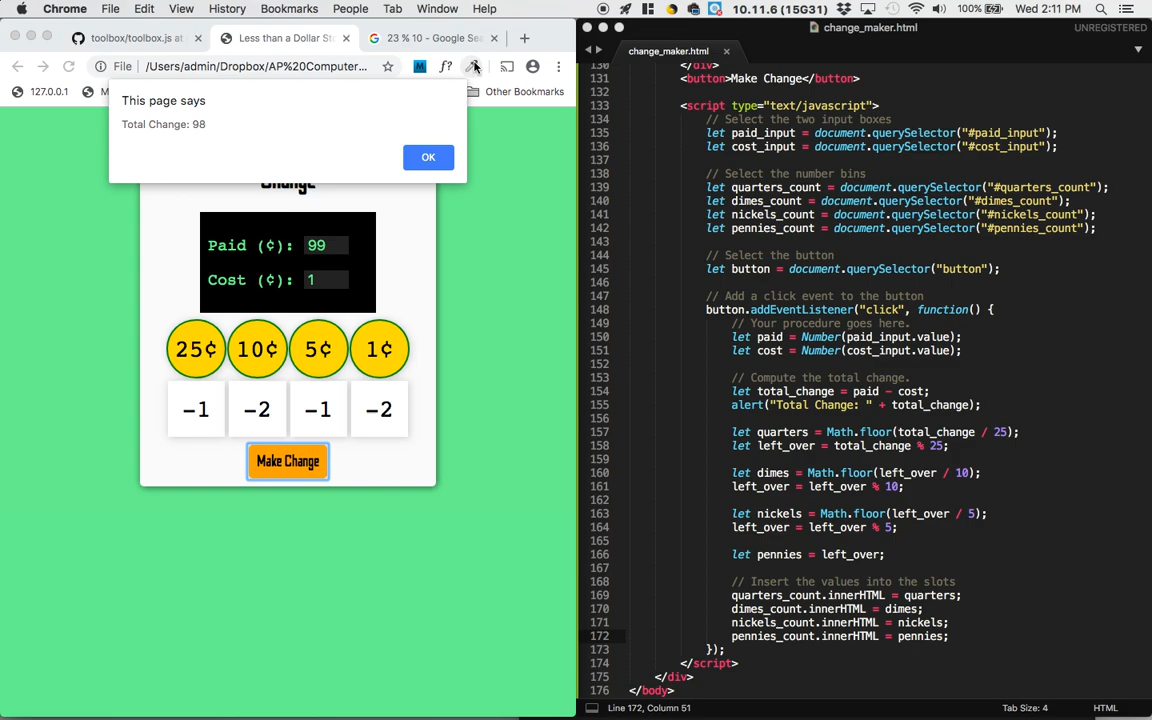 Chrome File Edit View History Bookmarks People Tab Window Help
10.11.6 (15G31) 100% Wed 2:11 PM
toolbox/toolbox.js at × Less than a Dollar St × 23 % 10 - Google Sea × +
File /Users/admin/Dropbox/AP%20Computer... M f?
127.0.0.1 Other Bookmarks
This page says
Total Change: 98
OK
Change
Paid (¢): 99
Cost (¢): 1
25¢ 10¢ 5¢ 1¢
-1 -2 -1 -2
Make Change
change_maker.html UNREGISTERED
change_maker.html ×
130 </div>
131 <button>Make Change</button>
132
133 <script type="text/javascript">
134 // Select the two input boxes
135 let paid_input = document.querySelector("#paid_input");
136 let cost_input = document.querySelector("#cost_input");
137
138 // Select the number bins
139 let quarters_count = document.querySelector("#quarters_count");
140 let dimes_count = document.querySelector("#dimes_count");
141 let nickels_count = document.querySelector("#nickels_count");
142 let pennies_count = document.querySelector("#pennies_count");
143
144 // Select the button
145 let button = document.querySelector("button");
146
147 // Add a click event to the button
148 button.addEventListener("click", function() {
149 // Your procedure goes here.
150 let paid = Number(paid_input.value);
151 let cost = Number(cost_input.value);
152
153 // Compute the total change.
154 let total_change = paid - cost;
155 alert("Total Change: " + total_change);
156
157 let quarters = Math.floor(total_change / 25);
158 let left_over = total_change % 25;
159
160 let dimes = Math.floor(left_over / 10);
161 left_over = left_over % 10;
162
163 let nickels = Math.floor(left_over / 5);
164 left_over = left_over % 5;
165
166 let pennies = left_over;
167
168 // Insert the values into the slots
169 quarters_count.innerHTML = quarters;
170 dimes_count.innerHTML = dimes;
171 nickels_count.innerHTML = nickels;
172 pennies_count.innerHTML = pennies;
173 });
174 </script>
175 </div>
176 </body>
Line 172, Column 51 Tab Size: 4 HTML